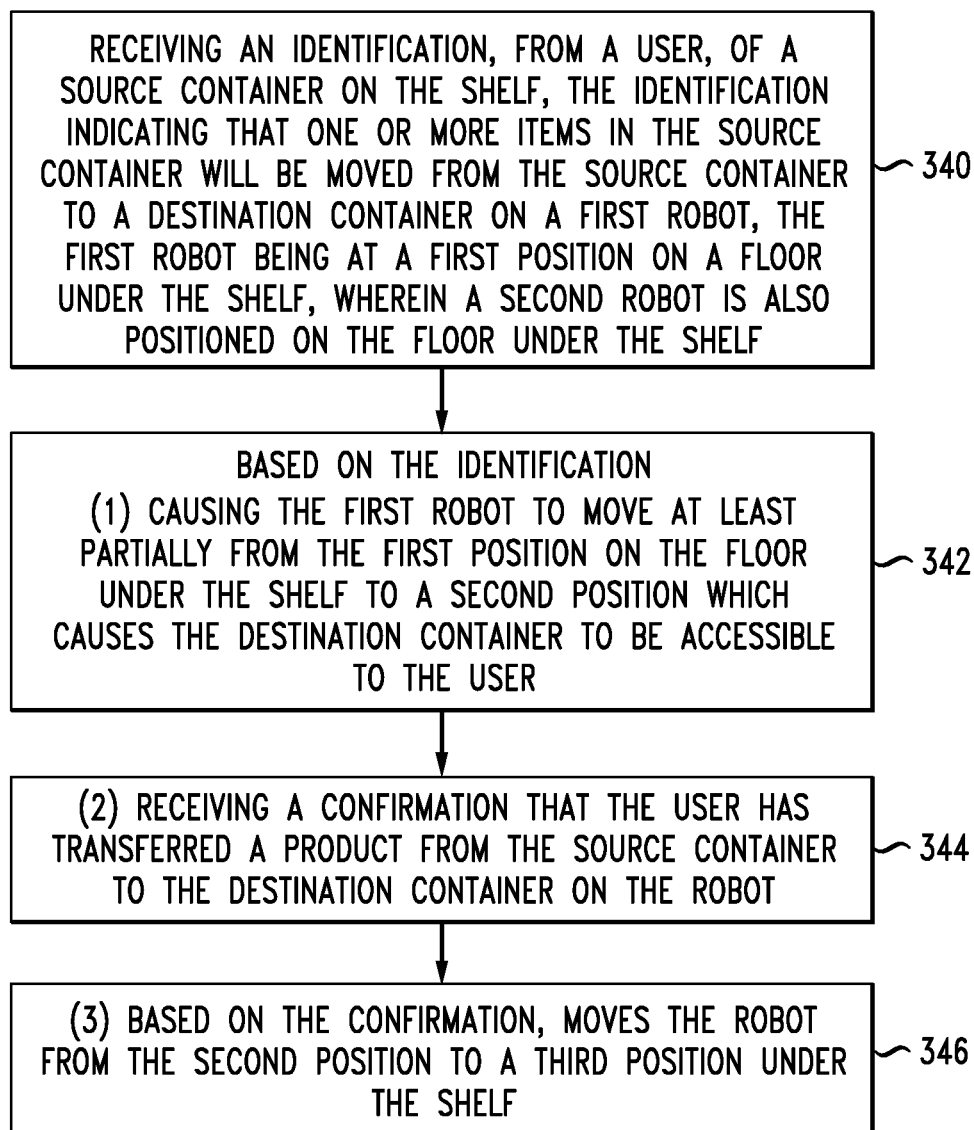 RECEIVING AN IDENTIFICATION, FROM A USER, OF A
SOURCE CONTAINER ON THE SHELF, THE IDENTIFICATION
INDICATING THAT ONE OR MORE ITEMS IN THE SOURCE
CONTAINER WILL BE MOVED FROM THE SOURCE CONTAINER
TO A DESTINATION CONTAINER ON A FIRST ROBOT, THE
FIRST ROBOT BEING AT A FIRST POSITION ON A FLOOR
UNDER THE SHELF, WHEREIN A SECOND ROBOT IS ALSO
POSITIONED ON THE FLOOR UNDER THE SHELF
340
BASED ON THE IDENTIFICATION
(1) CAUSING THE FIRST ROBOT TO MOVE AT LEAST
PARTIALLY FROM THE FIRST POSITION ON THE FLOOR
UNDER THE SHELF TO A SECOND POSITION WHICH
CAUSES THE DESTINATION CONTAINER TO BE ACCESSIBLE
TO THE USER
342
(2) RECEIVING A CONFIRMATION THAT THE USER HAS
TRANSFERRED A PRODUCT FROM THE SOURCE CONTAINER
TO THE DESTINATION CONTAINER ON THE ROBOT
344
(3) BASED ON THE CONFIRMATION, MOVES THE ROBOT
FROM THE SECOND POSITION TO A THIRD POSITION UNDER
THE SHELF
346